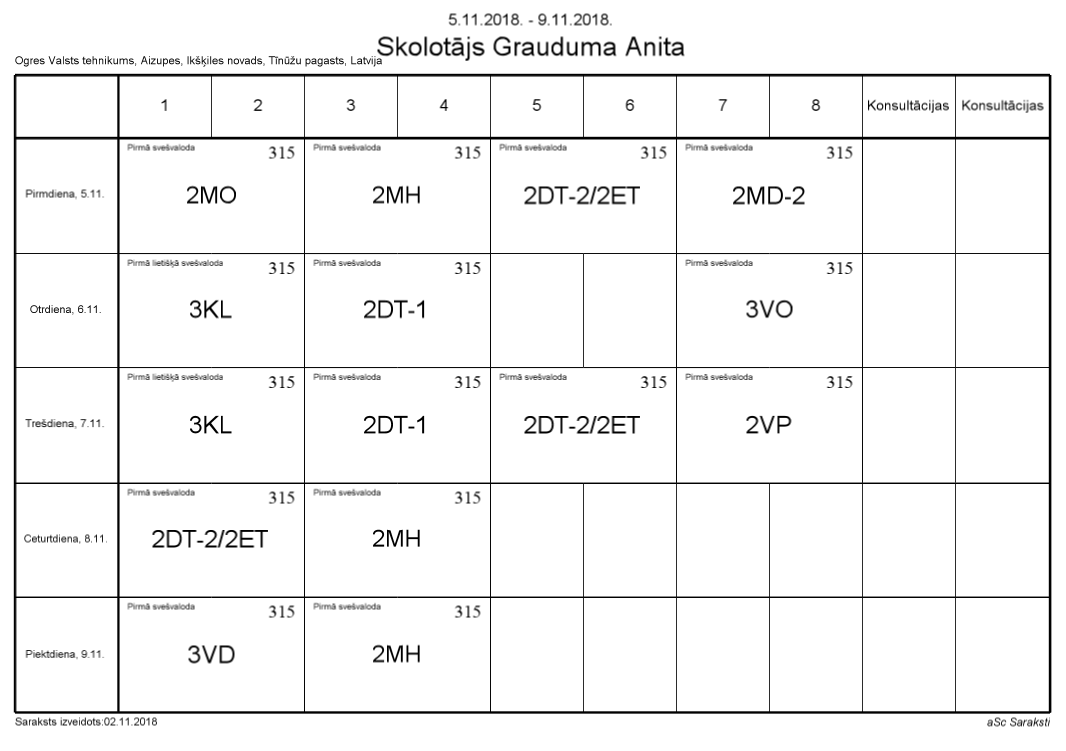 5.11.2018. - 9.11.2018.
Skolotājs Grauduma Anita
Ogres Valsts tehnikums, Aizupes, Ikšķiles novads, Tīnūžu pagasts, Latvija
1 2 3 4 5 6 7 8 Konsultācijas Konsultācijas
Pirmā svešvaloda 315 Pirmā svešvaloda 315 Pirmā svešvaloda 315 Pirmā svešvaloda 315
Pirmdiena, 5.11. 2MO 2MH 2DT-2/2ET 2MD-2
Pirmā lietišķā svešvaloda 315 Pirmā svešvaloda 315 Pirmā svešvaloda 315
Otrdiena, 6.11. 3KL 2DT-1 3VO
Pirmā lietišķā svešvaloda 315 Pirmā svešvaloda 315 Pirmā svešvaloda 315 Pirmā svešvaloda 315
Trešdiena, 7.11. 3KL 2DT-1 2DT-2/2ET 2VP
Pirmā svešvaloda 315 Pirmā svešvaloda 315
Ceturtdiena, 8.11. 2DT-2/2ET 2MH
Pirmā svešvaloda 315 Pirmā svešvaloda 315
Piektdiena, 9.11. 3VD 2MH
Saraksts izveidots:02.11.2018 aSc Saraksti